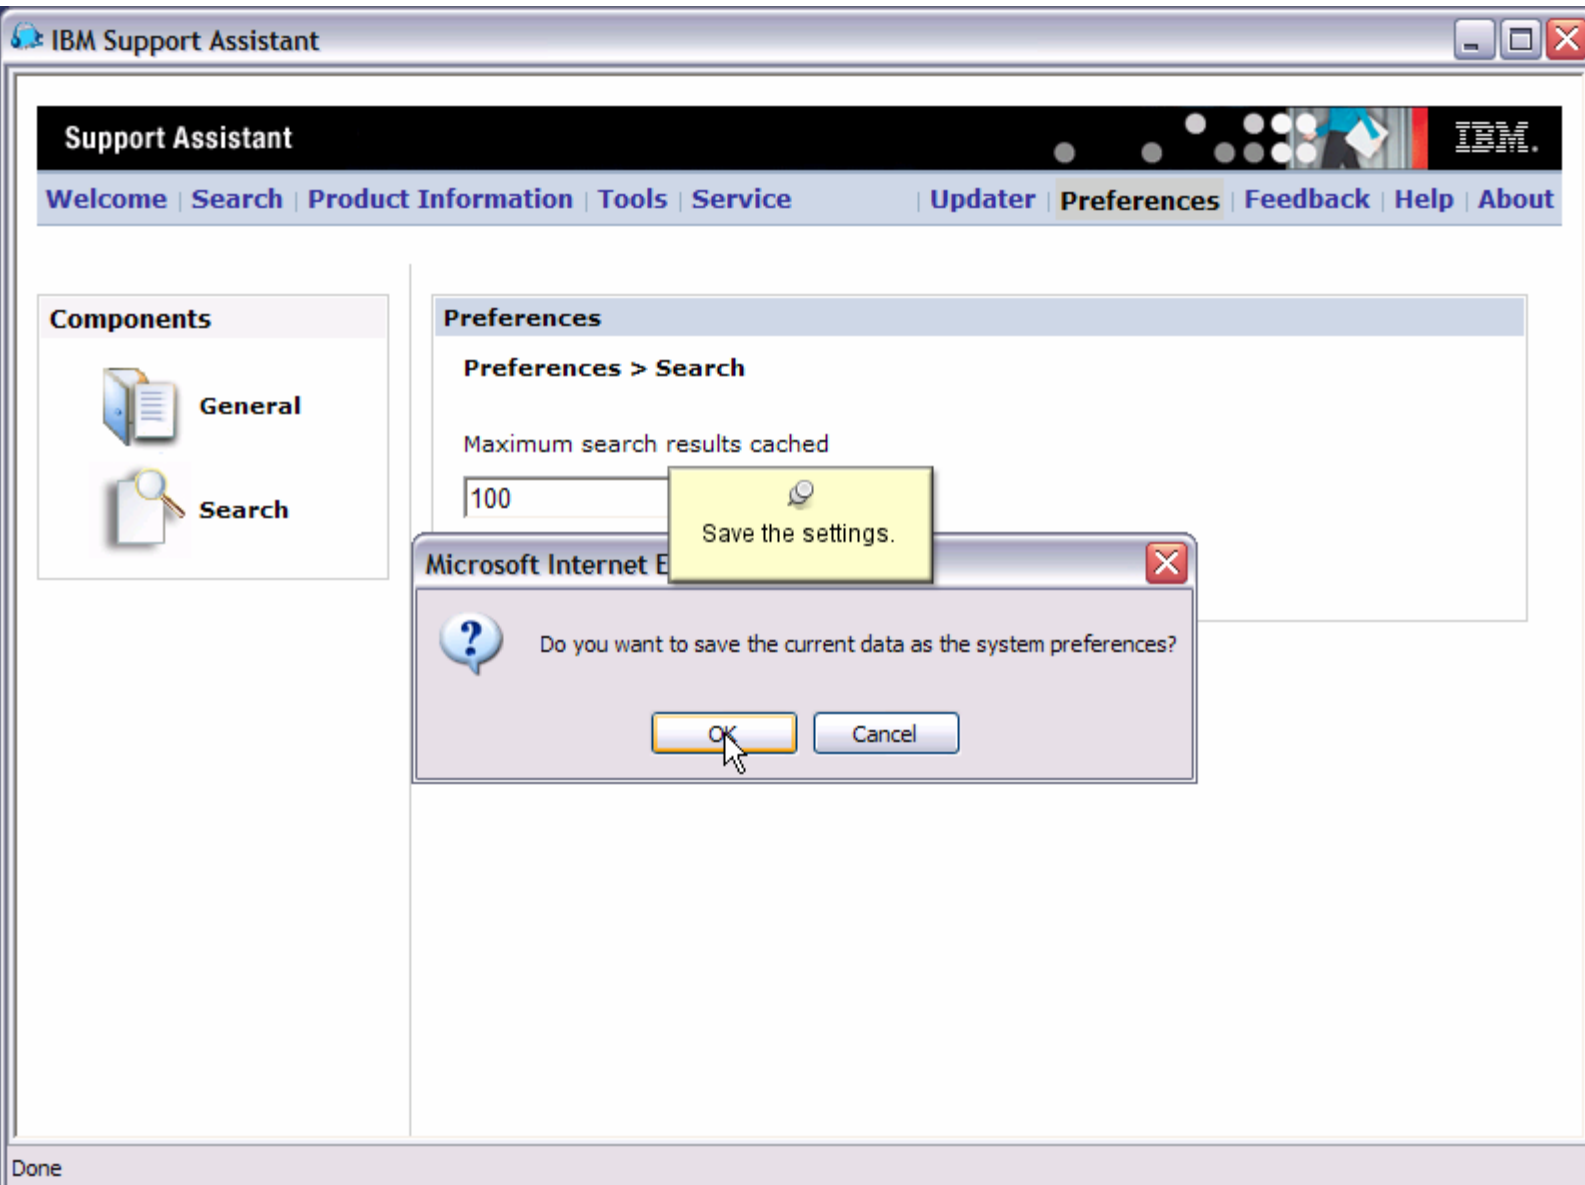 IBM Support Assistant
Support Assistant
IBM.
Welcome | Search | Product Information | Tools | Service | Updater | Preferences | Feedback | Help | About
Components
General
Search
Preferences
Preferences > Search
Maximum search results cached
100
Save the settings.
Microsoft Internet E
Do you want to save the current data as the system preferences?
OK
Cancel
Done